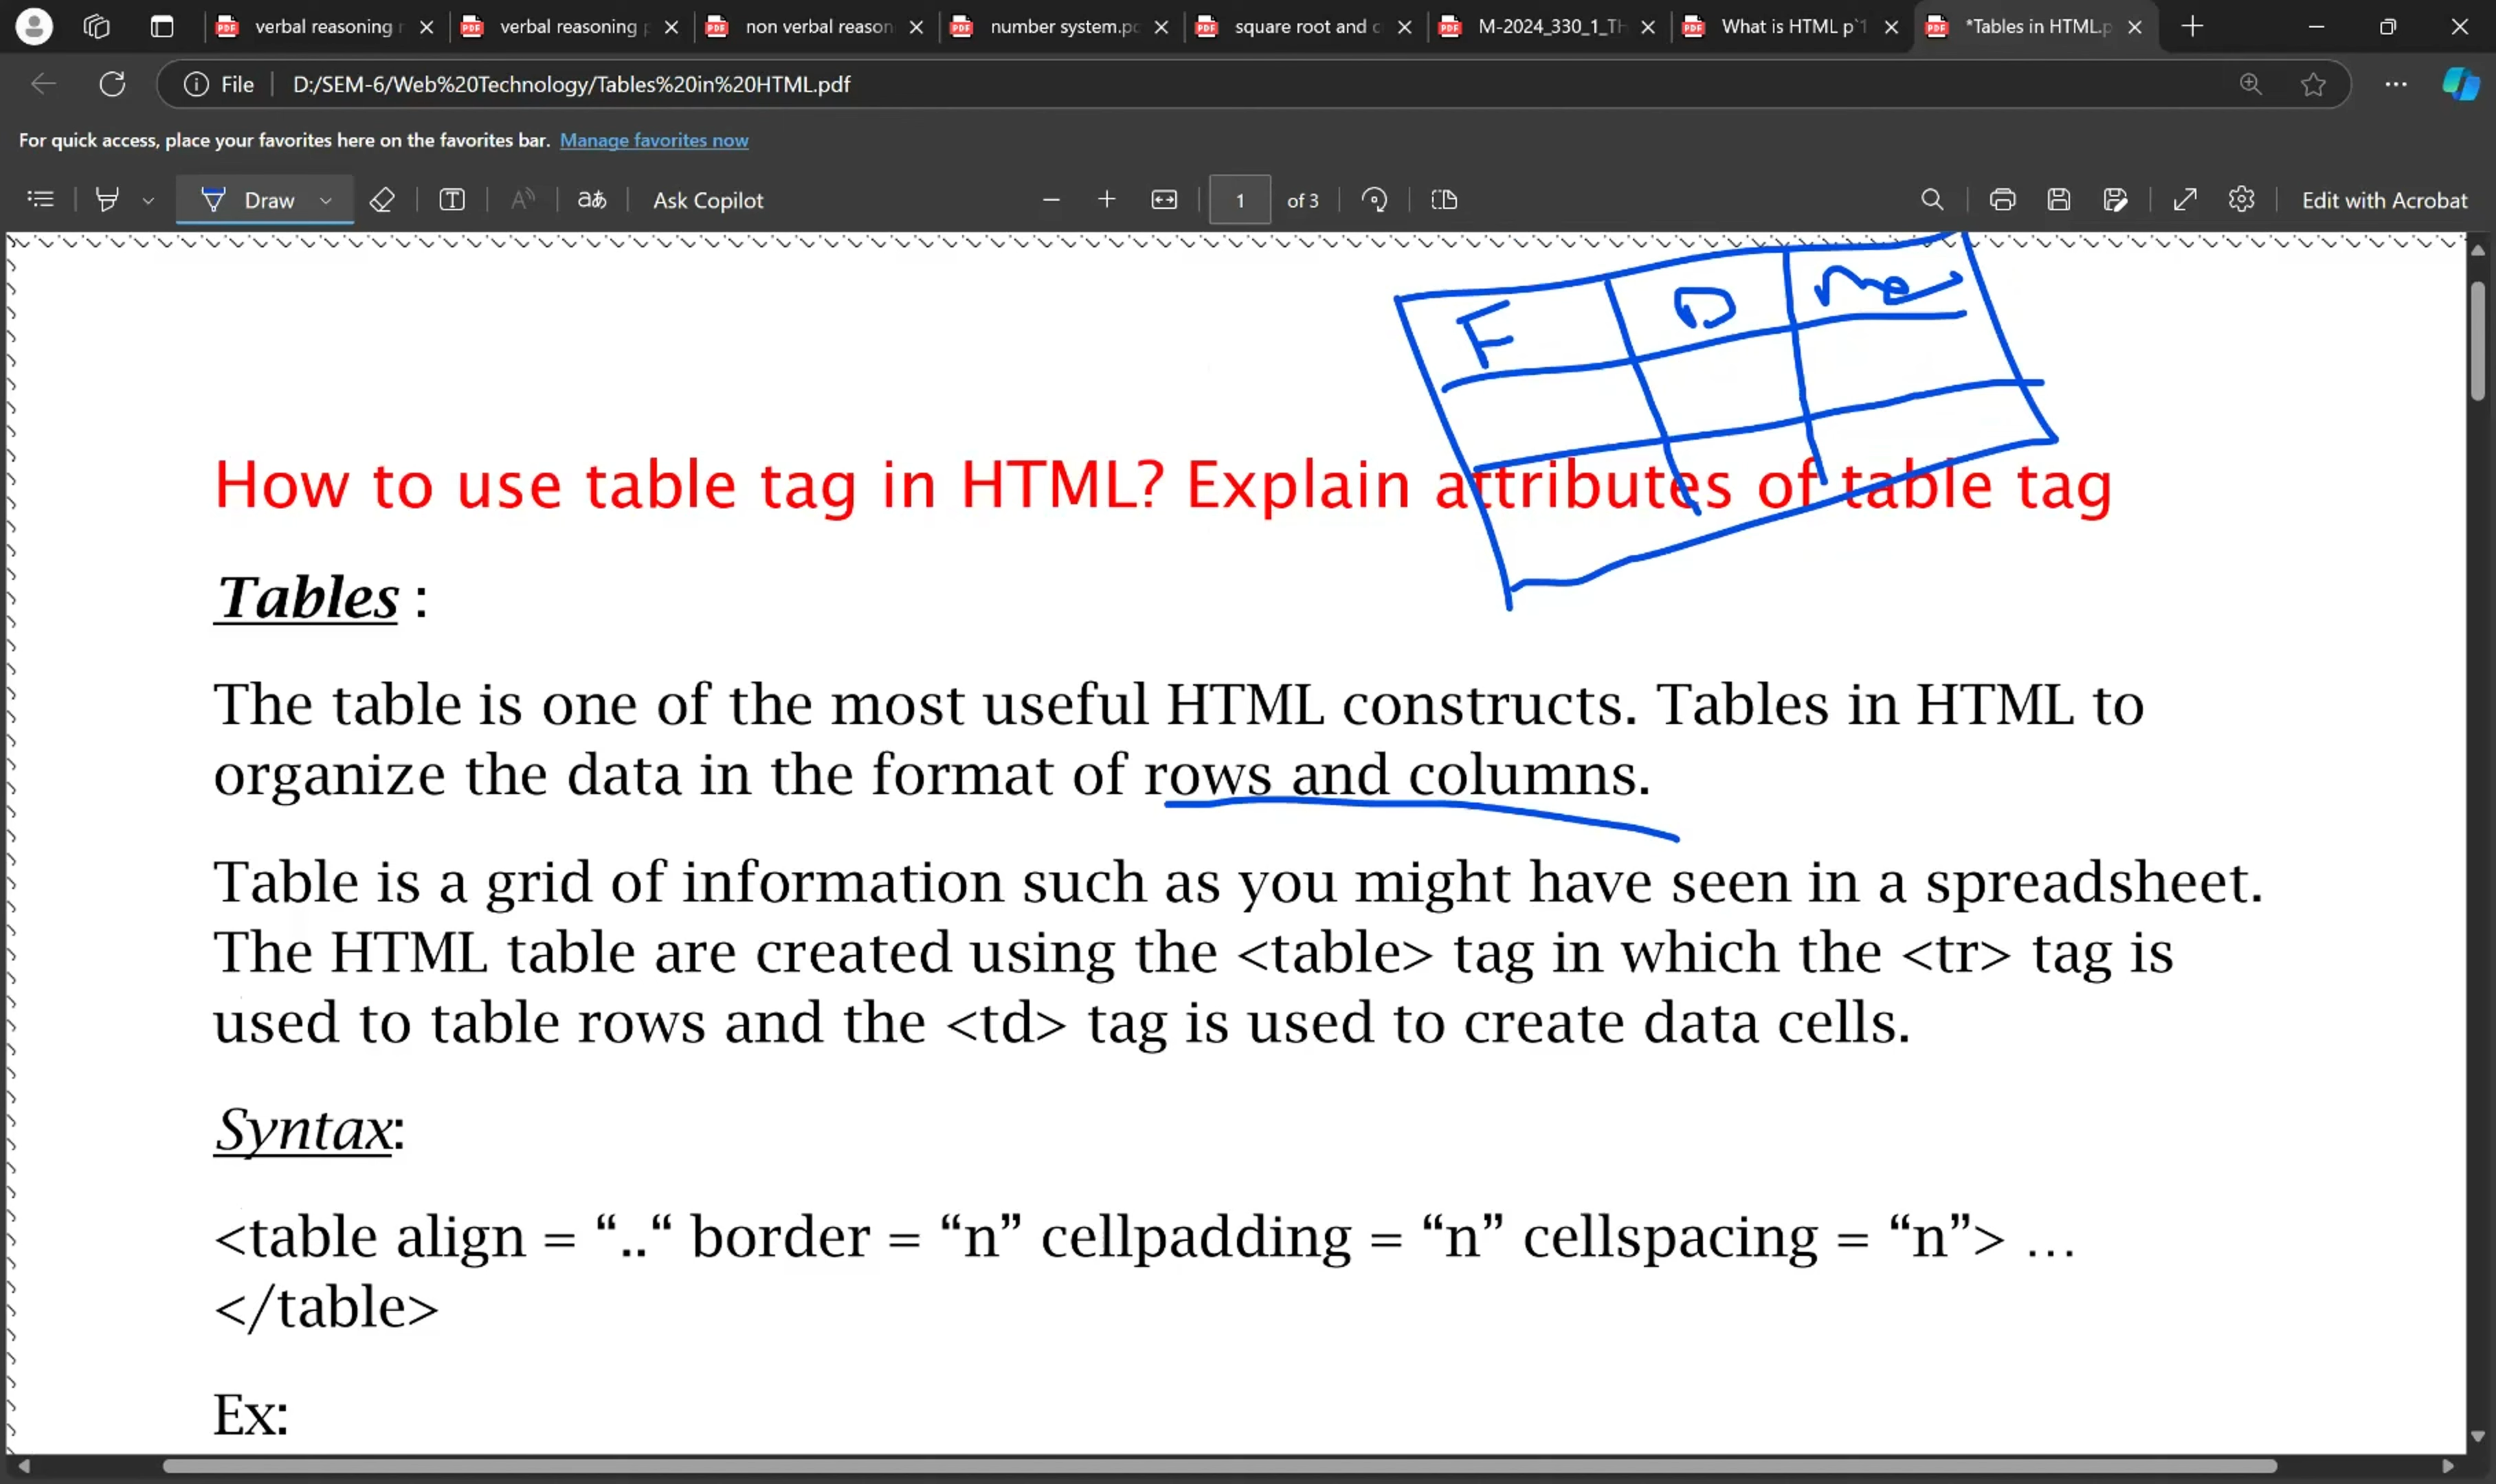 verbal reasoning
verbal reasoning
non verbal reason
number system.p
square root and c
M-2024_330_1_Th
What is HTML p`1
*Tables in HTML.p
File
D:/SEM-6/Web%20Technology/Tables%20in%20HTML.pdf
For quick access, place your favorites here on the favorites bar. Manage favorites now
Draw
Ask Copilot
1 of 3
Edit with Acrobat
F D
How to use table tag in HTML? Explain attributes of table tag
Tables :
The table is one of the most useful HTML constructs. Tables in HTML to
organize the data in the format of rows and columns.
Table is a grid of information such as you might have seen in a spreadsheet.
The HTML table are created using the <table> tag in which the <tr> tag is
used to table rows and the <td> tag is used to create data cells.
Syntax:
<table align = “..“ border = “n” cellpadding = “n” cellspacing = “n”> …
</table>
Ex: